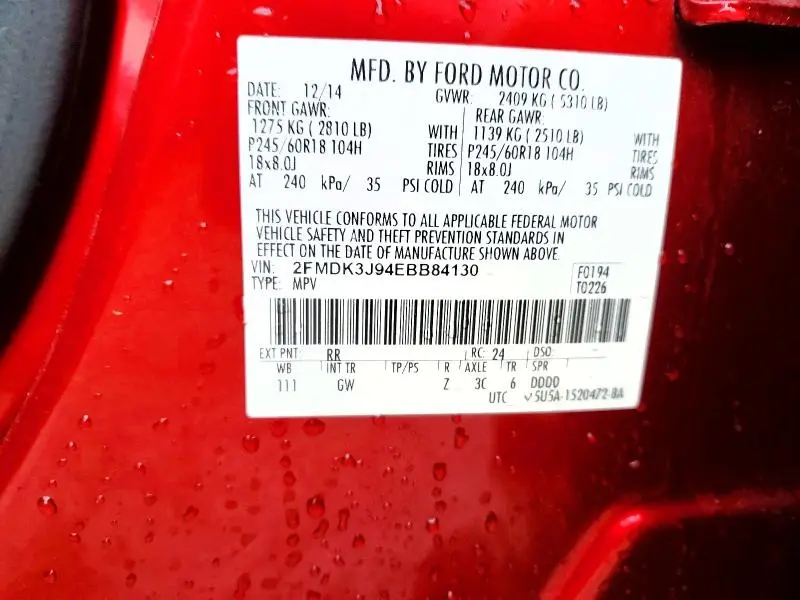 MFD. BY FORD MOTOR CO.
DATE: 12/14 GVWR: 2409 KG ( 5310 LB)
FRONT GAWR: REAR GAWR:
1275 KG ( 2810 LB) WITH 1139 KG ( 2510 LB) WITH
P245/60R18 104H TIRES P245/60R18 104H TIRES
18x8.0J RIMS 18x8.0J RIMS
AT 240 kPa/ 35 PSI COLD AT 240 kPa/ 35 PSI COLD
THIS VEHICLE CONFORMS TO ALL APPLICABLE FEDERAL MOTOR
VEHICLE SAFETY AND THEFT PREVENTION STANDARDS IN
EFFECT ON THE DATE OF MANUFACTURE SHOWN ABOVE.
VIN: 2FMDK3J94EBB84130 F0194
TYPE: MPV T0226
EXT PNT: RR RC: 24 DSO:
WB INT TR TP/PS R AXLE TR SPR
111 GW Z 3C 6 DDDD
UTC 5U5A-1520472-BA